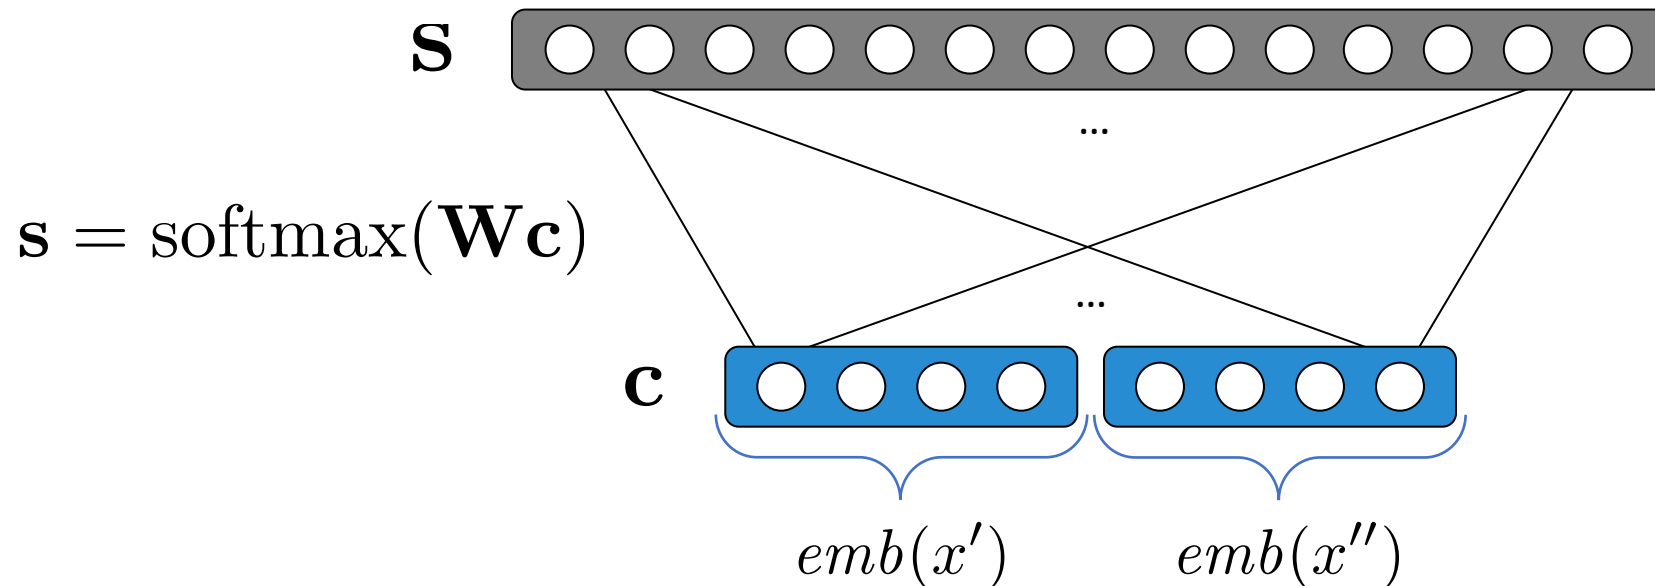 s
...
s = softmax(Wc)
...
c
emb(x′) emb(x′′)